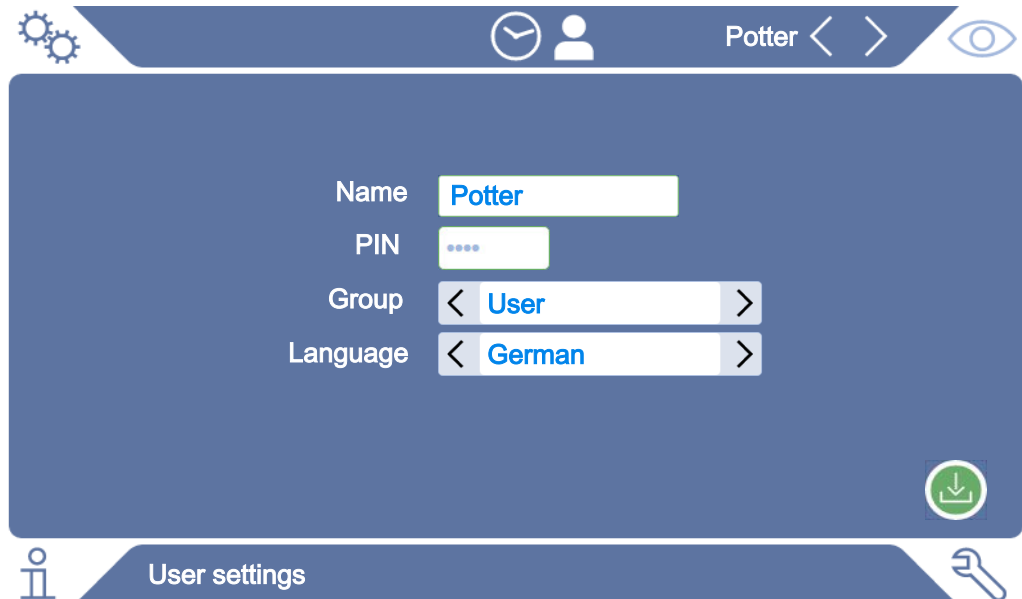 Potter
Name Potter
PIN ••••
Group User
Language German
User settings